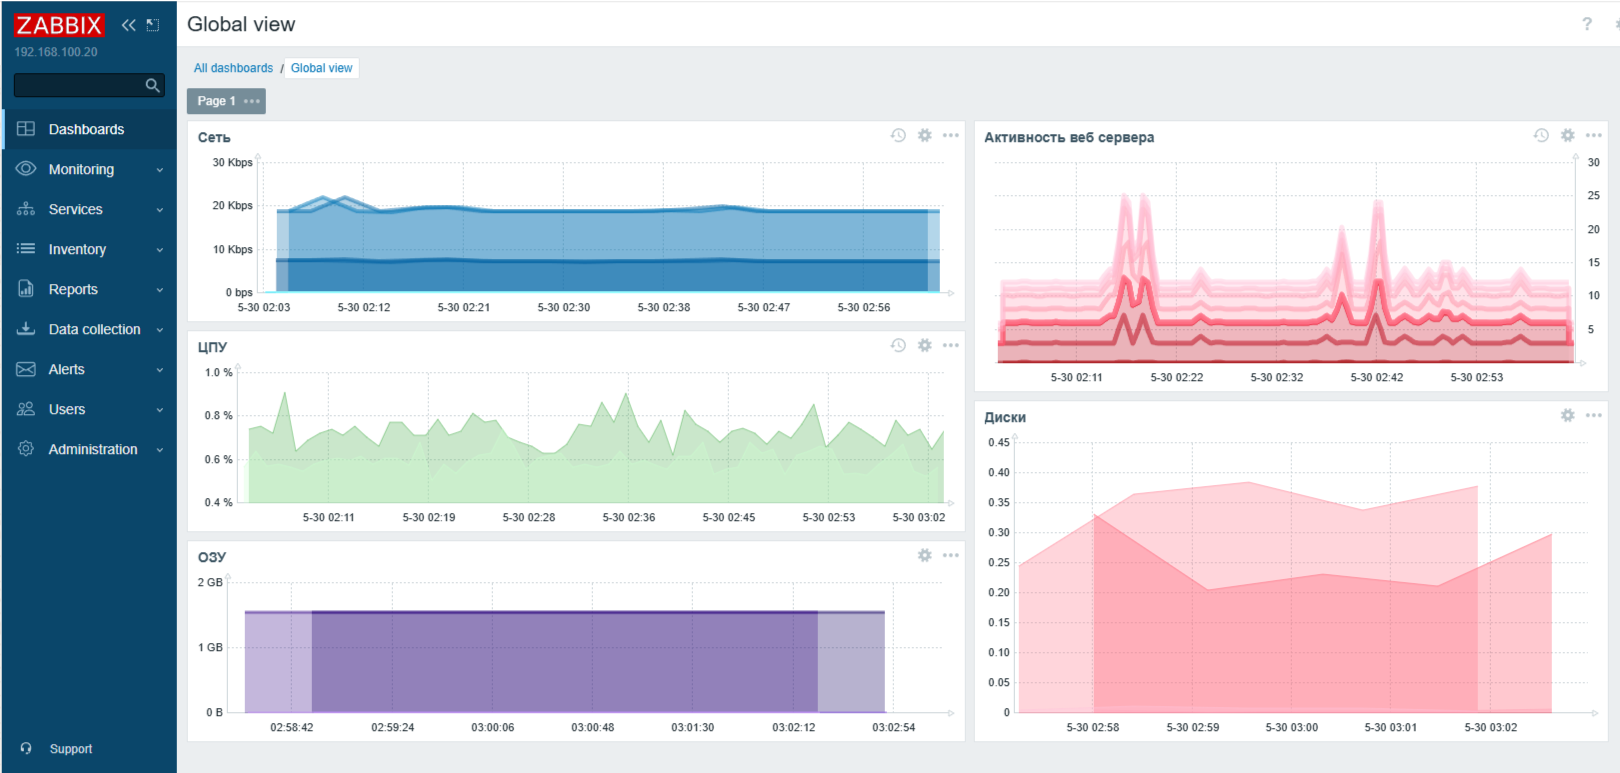 ZABBIX
192.168.100.20
Dashboards
Monitoring
Services
Inventory
Reports
Data collection
Alerts
Users
Administration
Support
Global view
?
All dashboards / Global view
Page 1
Сеть
30 Kbps
20 Kbps
10 Kbps
0 bps
5-30 02:03 5-30 02:12 5-30 02:21 5-30 02:30 5-30 02:38 5-30 02:47 5-30 02:56
ЦПУ
1.0 %
0.8 %
0.6 %
0.4 %
5-30 02:11 5-30 02:19 5-30 02:28 5-30 02:36 5-30 02:45 5-30 02:53 5-30 03:02
ОЗУ
2 GB
1 GB
0 B
02:58:42 02:59:24 03:00:06 03:00:48 03:01:30 03:02:12 03:02:54
Активность веб сервера
30
25
20
15
10
5
5-30 02:11 5-30 02:22 5-30 02:32 5-30 02:42 5-30 02:53
Диски
0.45
0.40
0.35
0.30
0.25
0.20
0.15
0.10
0.05
0
5-30 02:58 5-30 02:59 5-30 03:00 5-30 03:01 5-30 03:02